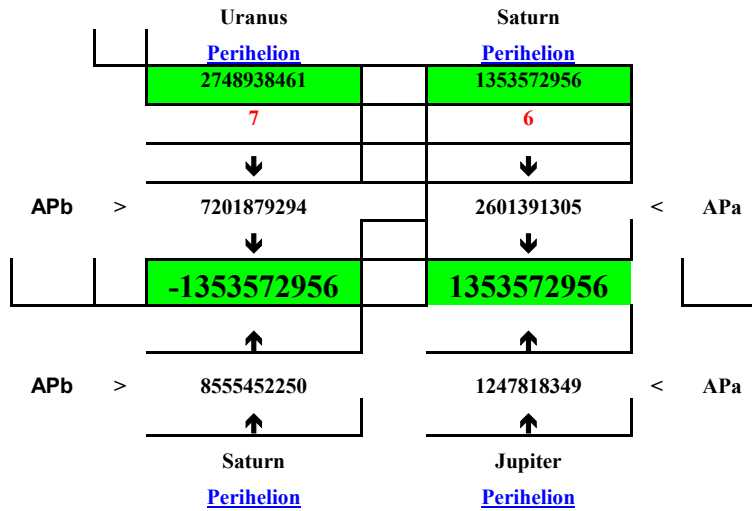 Uranus Saturn
Perihelion Perihelion
2748938461 1353572956
7 6
🡻 🡻
APb > 7201879294 2601391305 < APa
🡻 🡻
-1353572956 1353572956
🡹 🡹
APb > 8555452250 1247818349 < APa
🡹 🡹
Saturn Jupiter
Perihelion Perihelion